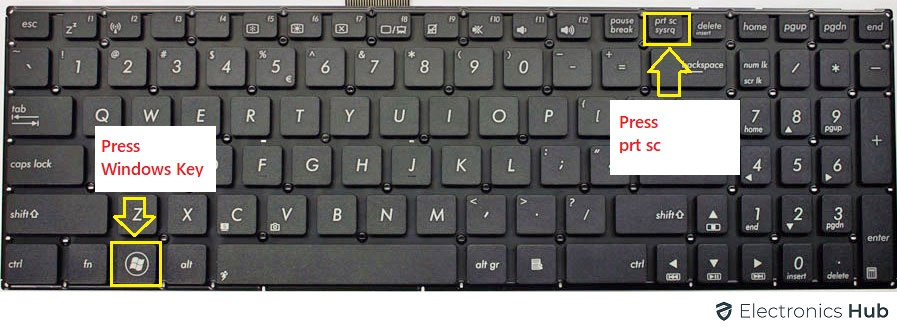 esc f2 f5 f6 f7 f8 f9 f10 f11 f12 pause break prt sc sysrq delete insert home pgup pgdn end
~ ` ! 1 @ 2 # 3 $ 4 % 5 € ^ 6 & 7 * 8 ( 9 ) 0 _ - + = backspace num lk scr lk / * −
tab Q W E R T Y U I O P { [ 7 home 8 9 pgup +
Press
Windows Key
Press
prt sc
caps lock F G H J K L : ; " 4 5 6
shift Z X C V B N M < , > . ? / shift 1 end 2 3 pgdn
ctrl fn alt alt gr ctrl 0 insert . delete enter
Electronics Hub